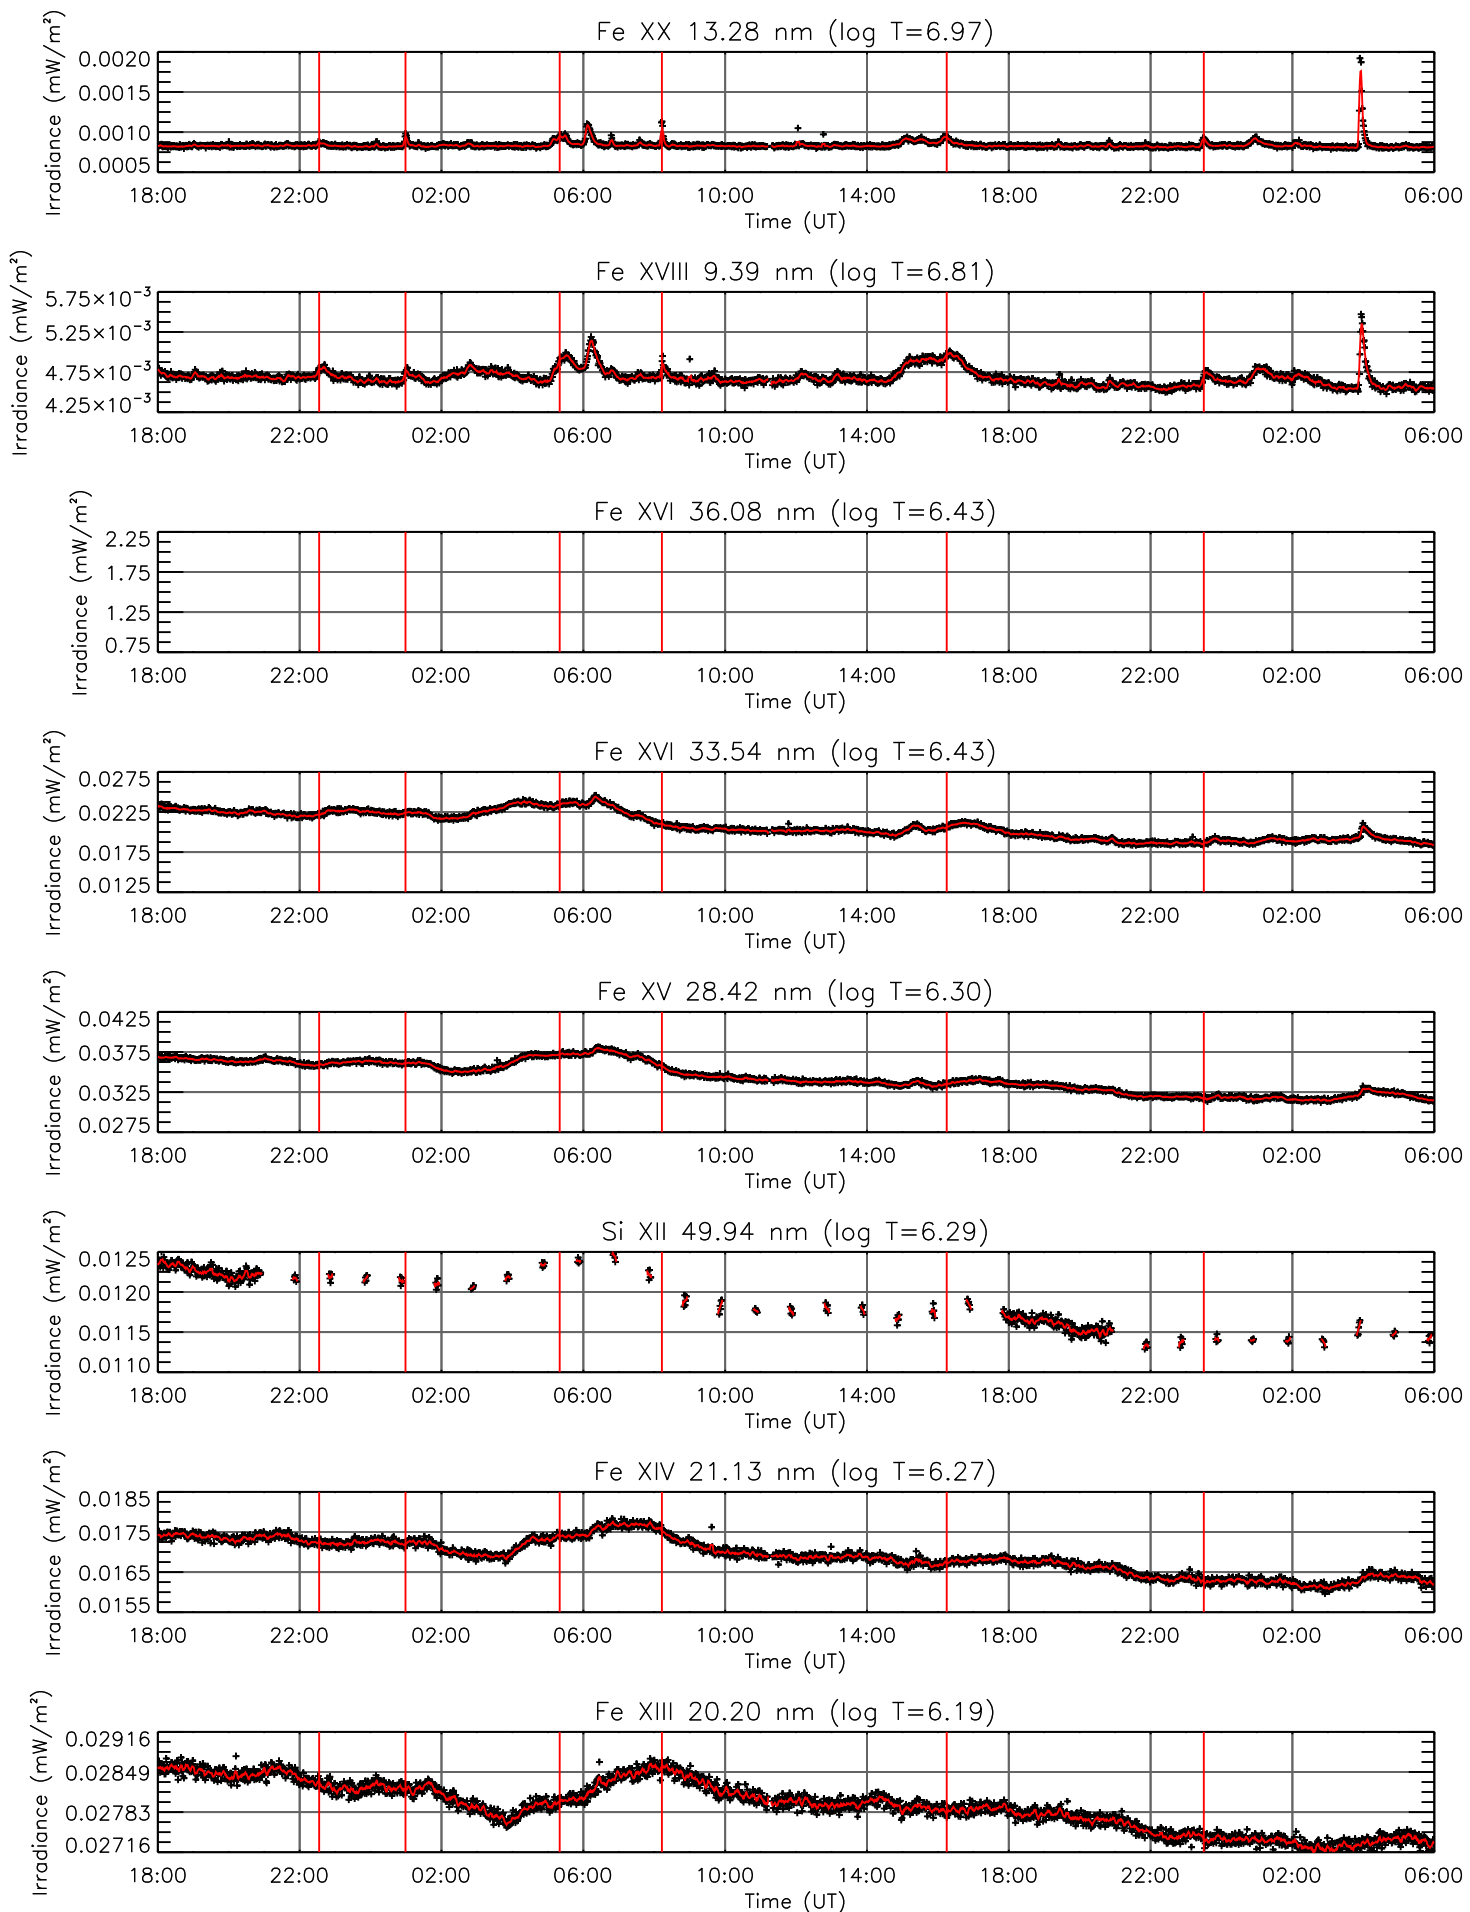 Fe XX 13.28 nm (log T=6.97)
Irradiance (mW/m²)
0.0020
0.0015
0.0010
0.0005
18:00 22:00 02:00 06:00 10:00 14:00 18:00 22:00 02:00 06:00
Time (UT)
Fe XVIII 9.39 nm (log T=6.81)
Irradiance (mW/m²)
5.75×10⁻³
5.25×10⁻³
4.75×10⁻³
4.25×10⁻³
18:00 22:00 02:00 06:00 10:00 14:00 18:00 22:00 02:00 06:00
Time (UT)
Fe XVI 36.08 nm (log T=6.43)
Irradiance (mW/m²)
2.25
1.75
1.25
0.75
18:00 22:00 02:00 06:00 10:00 14:00 18:00 22:00 02:00 06:00
Time (UT)
Fe XVI 33.54 nm (log T=6.43)
Irradiance (mW/m²)
0.0275
0.0225
0.0175
0.0125
18:00 22:00 02:00 06:00 10:00 14:00 18:00 22:00 02:00 06:00
Time (UT)
Fe XV 28.42 nm (log T=6.30)
Irradiance (mW/m²)
0.0425
0.0375
0.0325
0.0275
18:00 22:00 02:00 06:00 10:00 14:00 18:00 22:00 02:00 06:00
Time (UT)
Si XII 49.94 nm (log T=6.29)
Irradiance (mW/m²)
0.0125
0.0120
0.0115
0.0110
18:00 22:00 02:00 06:00 10:00 14:00 18:00 22:00 02:00 06:00
Time (UT)
Fe XIV 21.13 nm (log T=6.27)
Irradiance (mW/m²)
0.0185
0.0175
0.0165
0.0155
18:00 22:00 02:00 06:00 10:00 14:00 18:00 22:00 02:00 06:00
Time (UT)
Fe XIII 20.20 nm (log T=6.19)
Irradiance (mW/m²)
0.02916
0.02849
0.02783
0.02716
18:00 22:00 02:00 06:00 10:00 14:00 18:00 22:00 02:00 06:00
Time (UT)